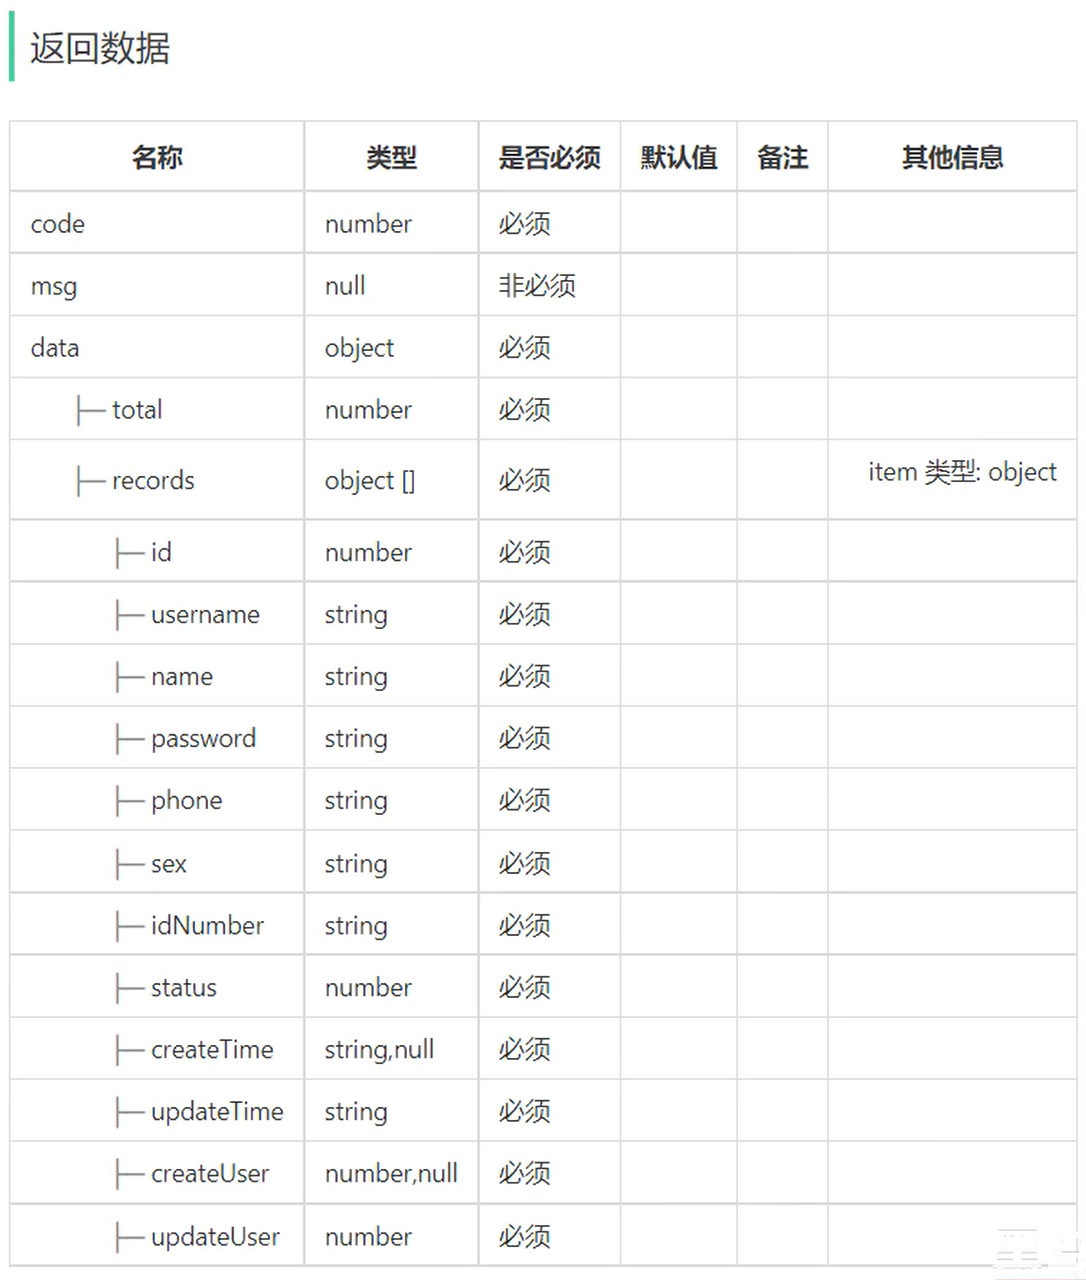 返回数据
名称 类型 是否必须 默认值 备注 其他信息
code number 必须
msg null 非必须
data object 必须
├─ total number 必须
├─ records object [] 必须 item 类型: object
├─ id number 必须
├─ username string 必须
├─ name string 必须
├─ password string 必须
├─ phone string 必须
├─ sex string 必须
├─ idNumber string 必须
├─ status number 必须
├─ createTime string,null 必须
├─ updateTime string 必须
├─ createUser number,null 必须
├─ updateUser number 必须